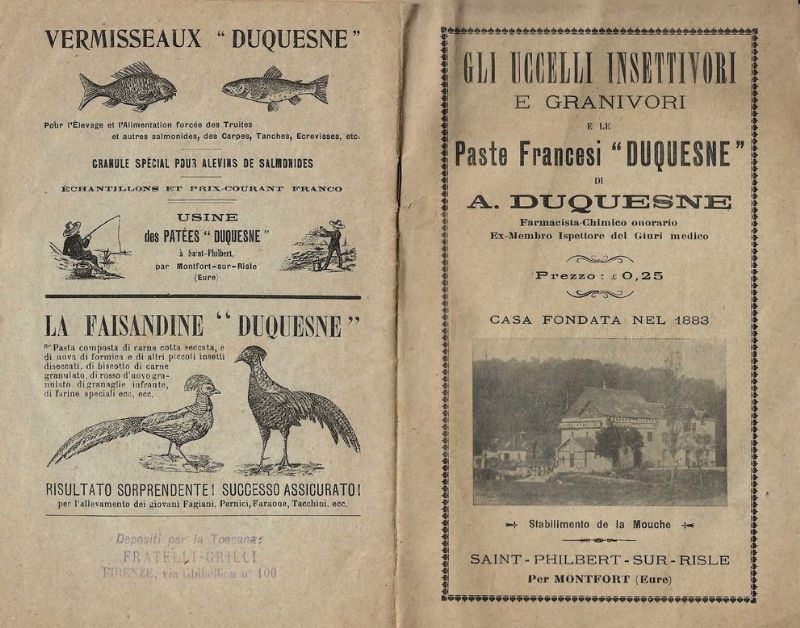 VERMISSEAUX "DUQUESNE"
Pour l'Élevage et l'Alimentation forcée des Truites
et autres salmonides, des Carpes, Tanches, Ecrevisses, etc.
GRANULE SPÉCIAL POUR ALEVINS DE SALMONIDES
ÉCHANTILLONS ET PRIX-COURANT FRANCO
USINE
des PATÉES "DUQUESNE"
à Saint-Philbert,
par Montfort-sur-Risle
(Eure)
LA FAISANDINE "DUQUESNE"
Pasta composta di carne cotta seccata, e
di uova di formica e di altri piccoli insetti
diseccati, di biscotto di carne
granulato, di rosso d'uovo gra-
nulato di granaglie infrante,
di farine speciali ecc, ecc.
RISULTATO SORPRENDENTE! SUCCESSO ASSICURATO!
per l'allevamento dei giovani Fagiani, Pernici, Faraone, Tacchini, ecc.
Depositi per la Toscana:
FRATELLI GRILLI
FIRENZE, via Ghibellina n° 100
GLI UCCELLI INSETTIVORI
E GRANIVORI
E LE
Paste Francesi "DUQUESNE"
DI
A. DUQUESNE
Farmacista-Chimico onorario
Ex-Membro Ispettore del Giuri medico
Prezzo: £ 0,25
CASA FONDATA NEL 1883
Stabilimento de la Mouche
SAINT-PHILBERT-SUR-RISLE
Per MONTFORT (Eure)